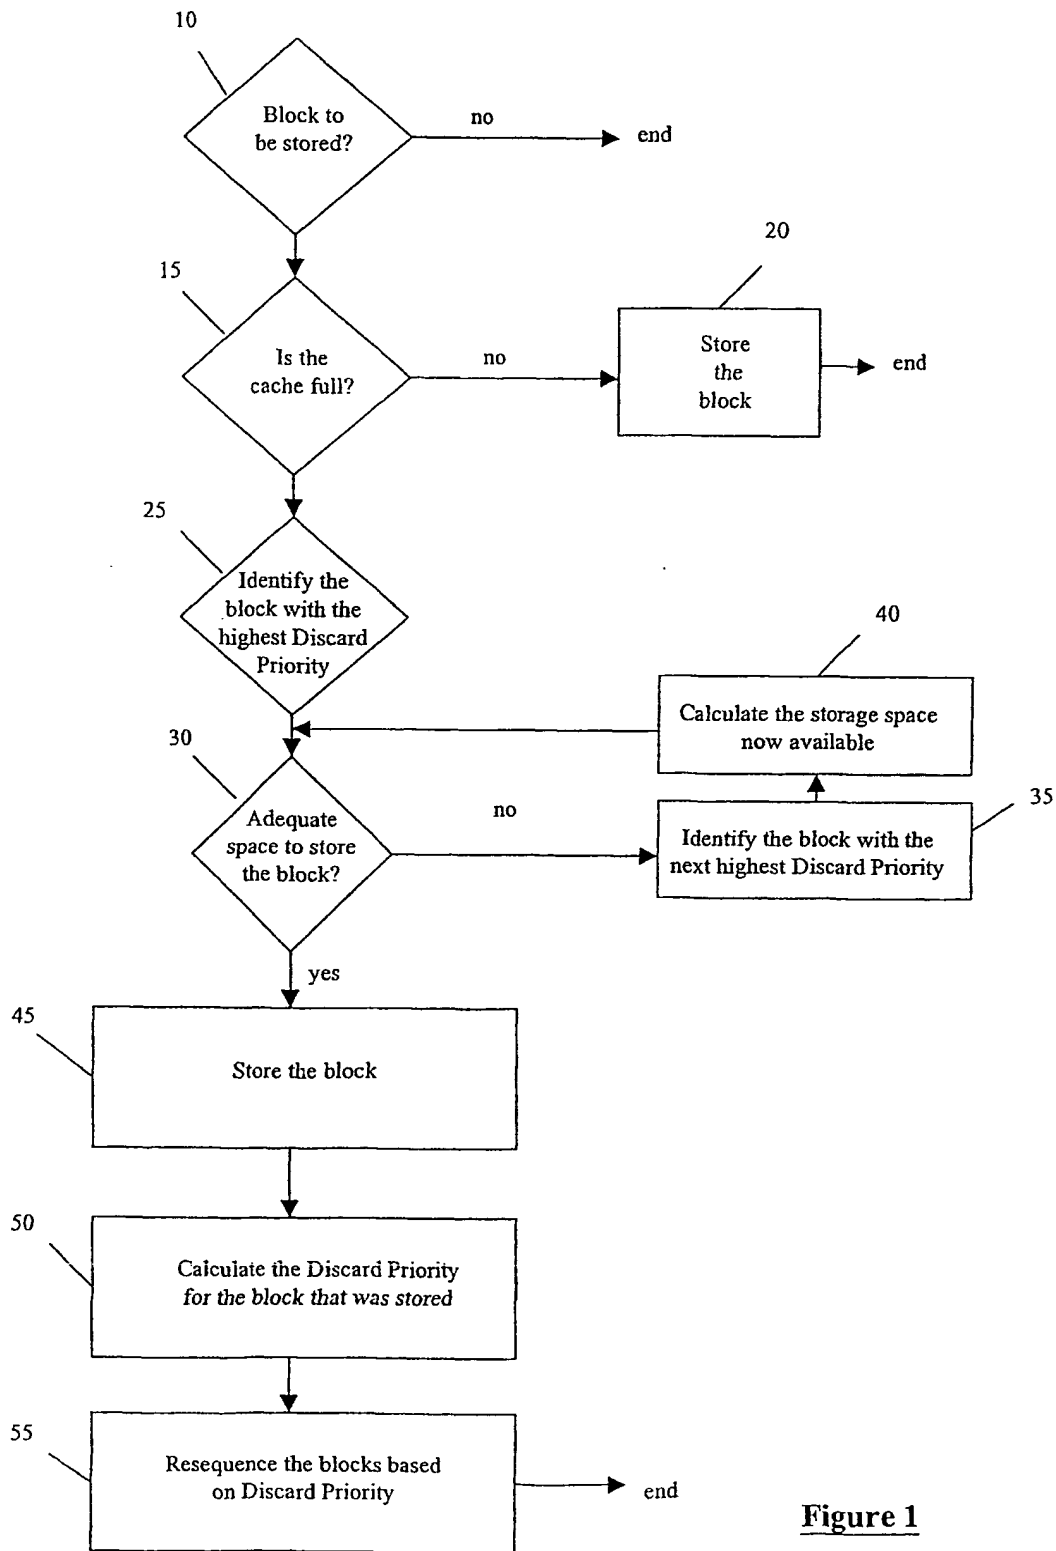 10
Block to
be stored?
no
end
15
Is the
cache full?
no
20
Store
the
block
end
25
Identify the
block with the
highest Discard
Priority
40
Calculate the storage space
now available
30
Adequate
space to store
the block?
no
35
Identify the block with the
next highest Discard Priority
yes
45
Store the block
50
Calculate the Discard Priority
for the block that was stored
55
Resequence the blocks based
on Discard Priority
end
Figure 1